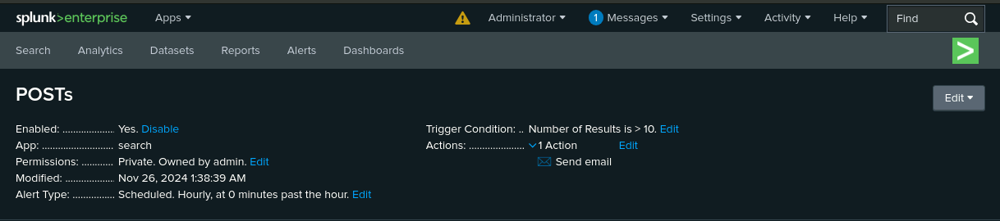 splunk>enterprise Apps Administrator 1 Messages Settings Activity Help Find
Search Analytics Datasets Reports Alerts Dashboards
POSTs
Edit
Enabled: .................... Yes. Disable
App: ........................... search
Permissions: ............ Private. Owned by admin. Edit
Modified: ................... Nov 26, 2024 1:38:39 AM
Alert Type: ................ Scheduled. Hourly, at 0 minutes past the hour. Edit
Trigger Condition: .. Number of Results is > 10. Edit
Actions: ..................... 1 Action Edit
Send email